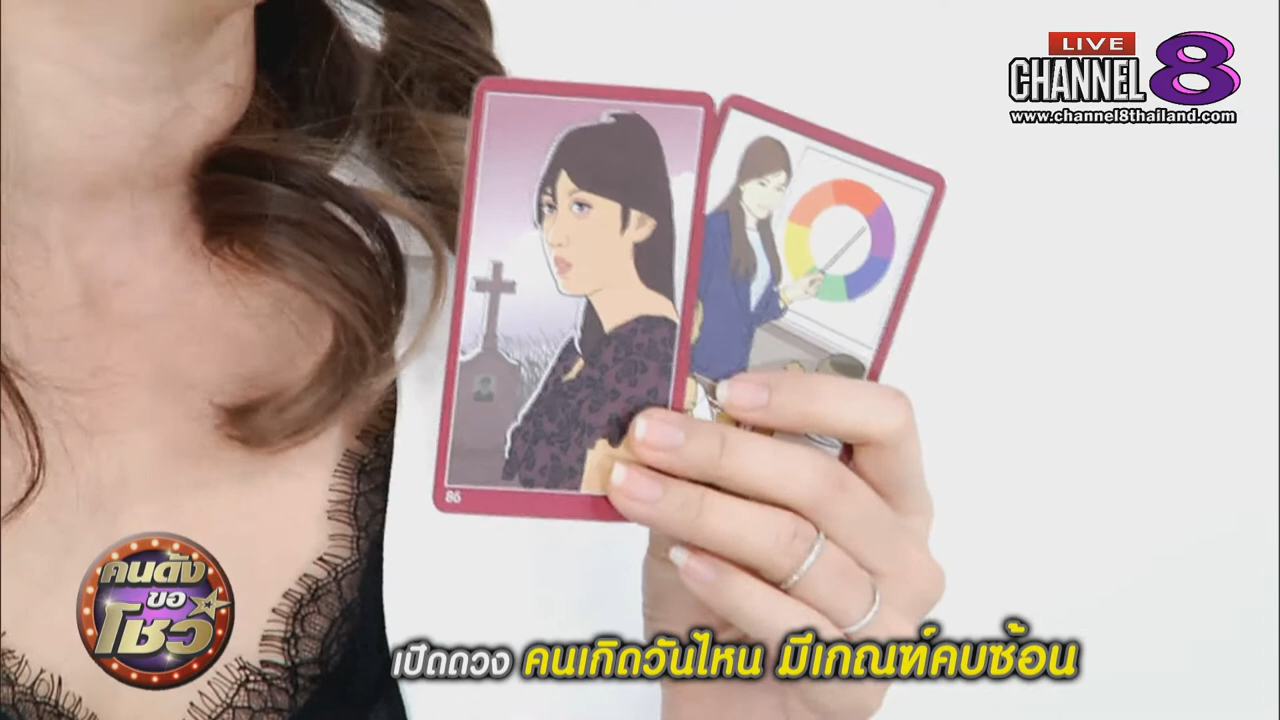 LIVE
CHANNEL 8
www.channel8thailand.com
86
คนดัง
ขอ
โชว์
เปิดดวง คนเกิดวันไหน มีเกณฑ์คบซ้อน